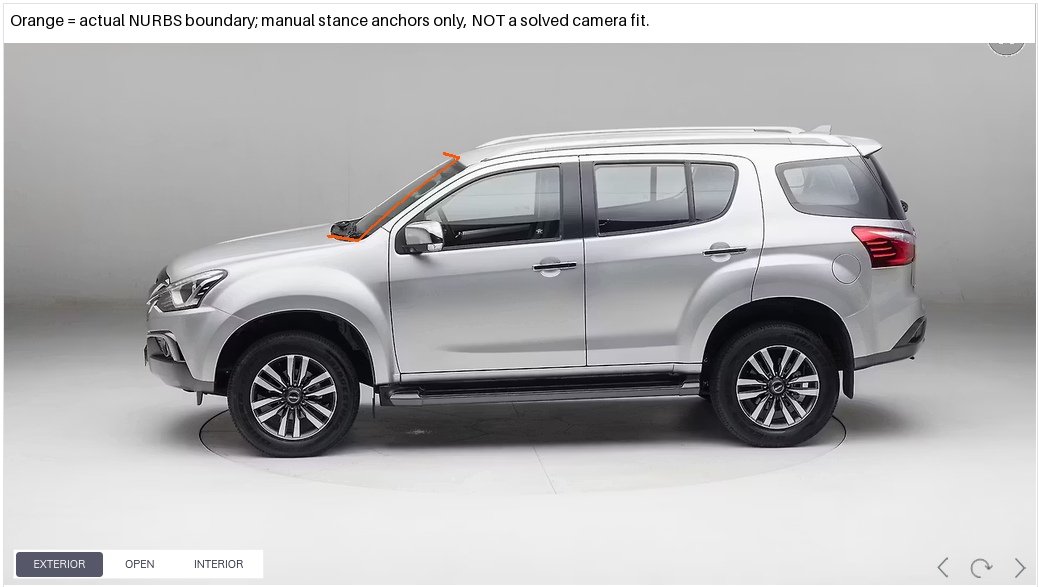 Orange = actual NURBS boundary; manual stance anchors only, NOT a solved camera fit.
EXTERIOR
OPEN
INTERIOR